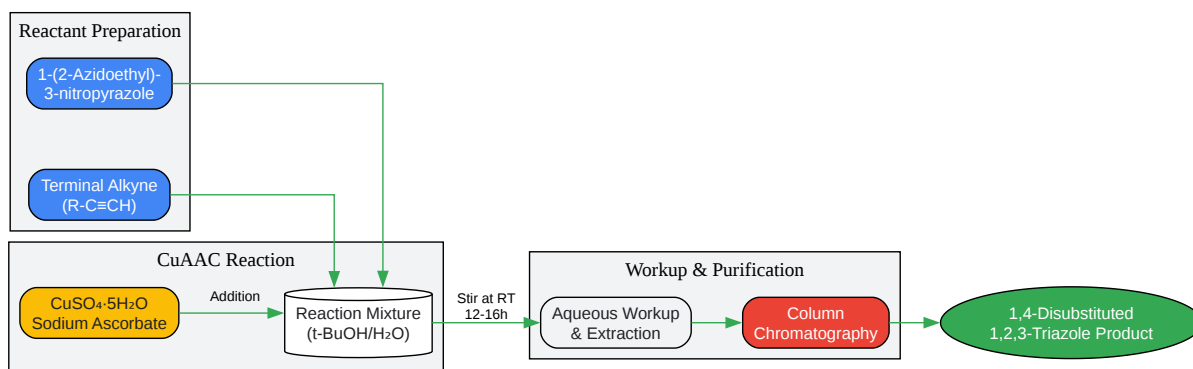 Reactant Preparation
1-(2-Azidoethyl)-
3-nitropyrazole
Terminal Alkyne
(R-C≡CH)
CuAAC Reaction
CuSO₄·5H₂O
Sodium Ascorbate
Addition
Reaction Mixture
(t-BuOH/H₂O)
Stir at RT
12-16h
Workup & Purification
Aqueous Workup
& Extraction
Column
Chromatography
1,4-Disubstituted
1,2,3-Triazole Product